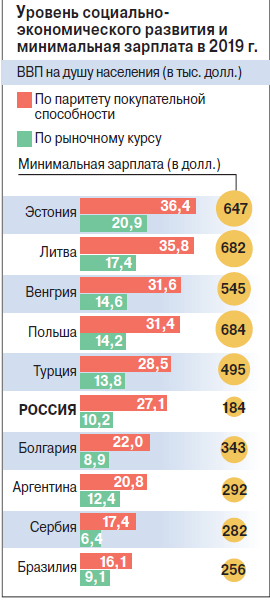 Уровень социально-
экономического развития и
минимальная зарплата в 2019 г.
ВВП на душу населения (в тыс. долл.)
По паритету покупательной
способности
По рыночному курсу
Минимальная зарплата (в долл.)
Эстония 36,4 647
20,9
Литва 35,8 682
17,4
Венгрия 31,6 545
14,6
Польша 31,4 684
14,2
Турция 28,5 495
13,8
РОССИЯ 27,1 184
10,2
Болгария 22,0 343
8,9
Аргентина 20,8 292
12,4
Сербия 17,4 282
6,4
Бразилия 16,1 256
9,1